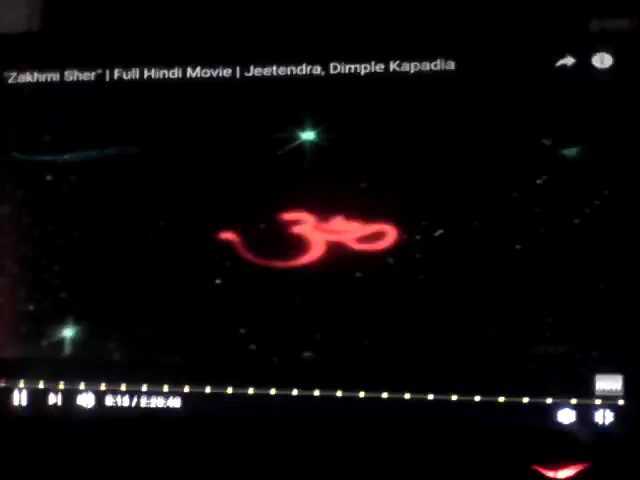 "Zakhmi Sher" | Full Hindi Movie | Jeetendra, Dimple Kapadia
ॐ